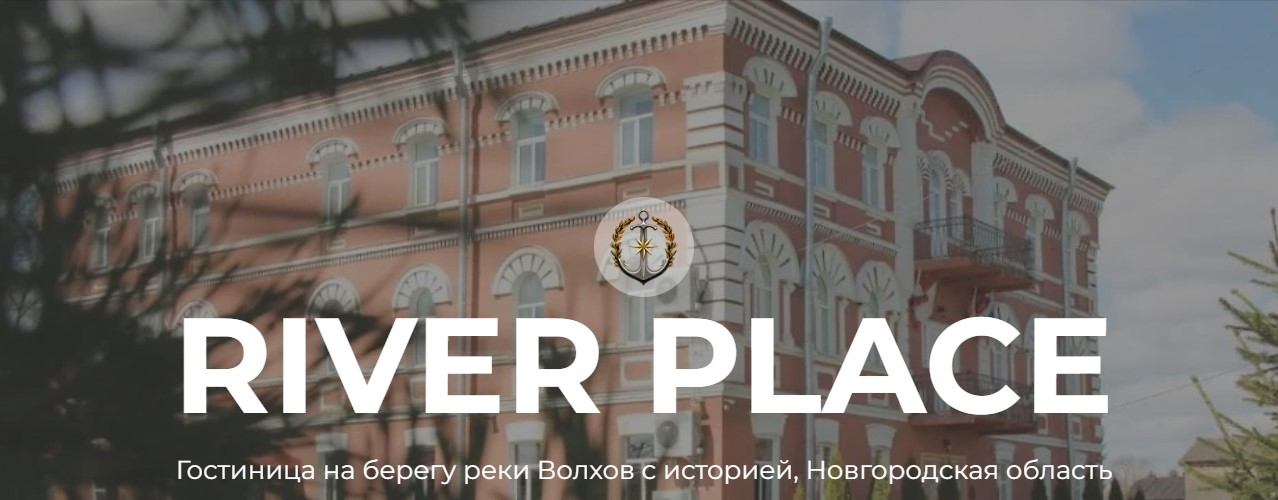 RIVER PLACE
Гостиница на берегу реки Волхов с историей, Новгородская область